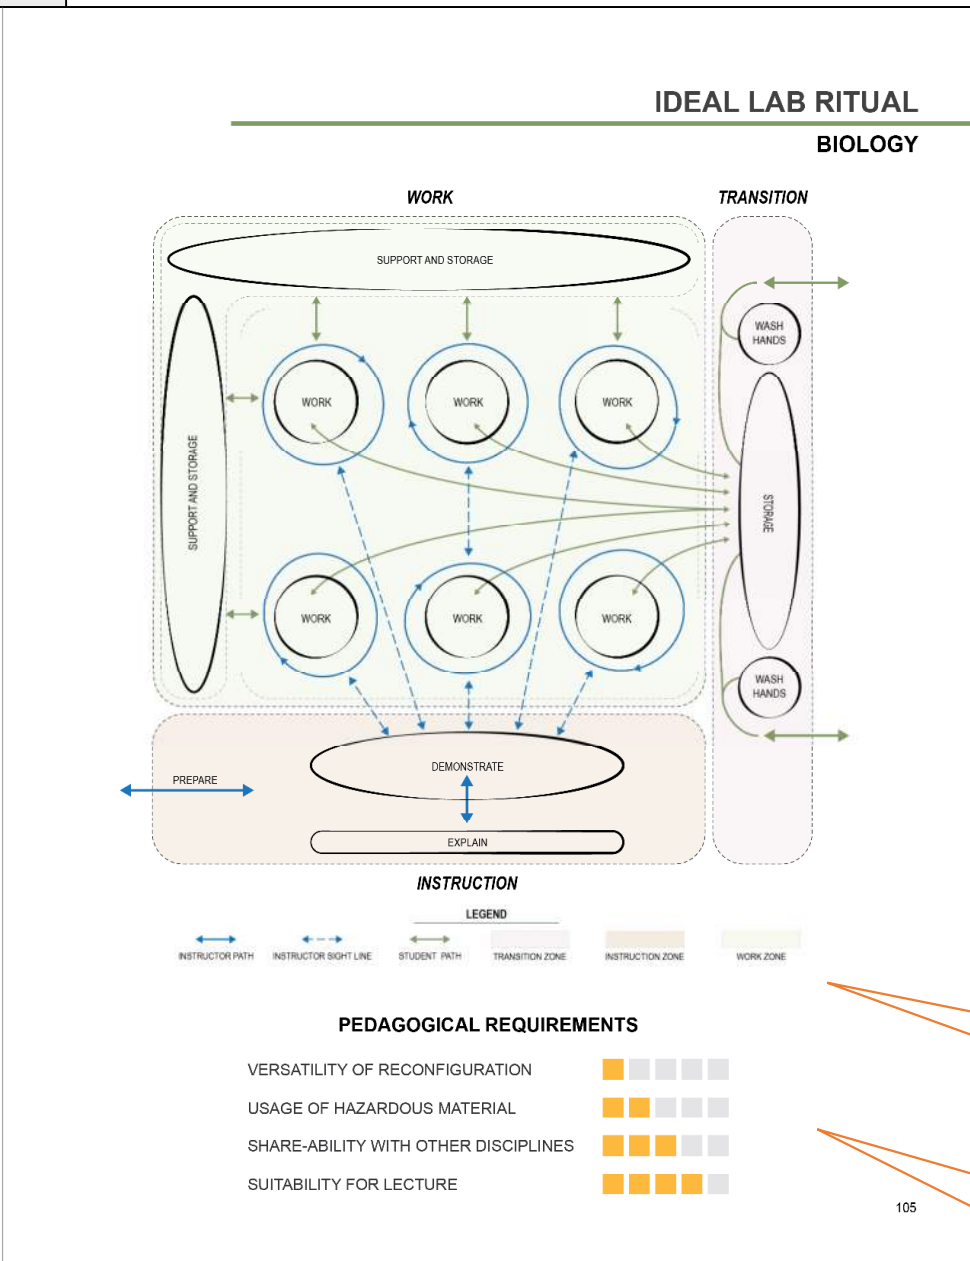 IDEAL LAB RITUAL
BIOLOGY
WORK
TRANSITION
SUPPORT AND STORAGE
WASH
HANDS
WORK
WORK
WORK
SUPPORT AND STORAGE
STORAGE
WORK
WORK
WORK
WASH
HANDS
DEMONSTRATE
PREPARE
EXPLAIN
INSTRUCTION
LEGEND
INSTRUCTOR PATH
INSTRUCTOR SIGHT LINE
STUDENT PATH
TRANSITION ZONE
INSTRUCTION ZONE
WORK ZONE
PEDAGOGICAL REQUIREMENTS
VERSATILITY OF RECONFIGURATION
USAGE OF HAZARDOUS MATERIAL
SHARE-ABILITY WITH OTHER DISCIPLINES
SUITABILITY FOR LECTURE
105